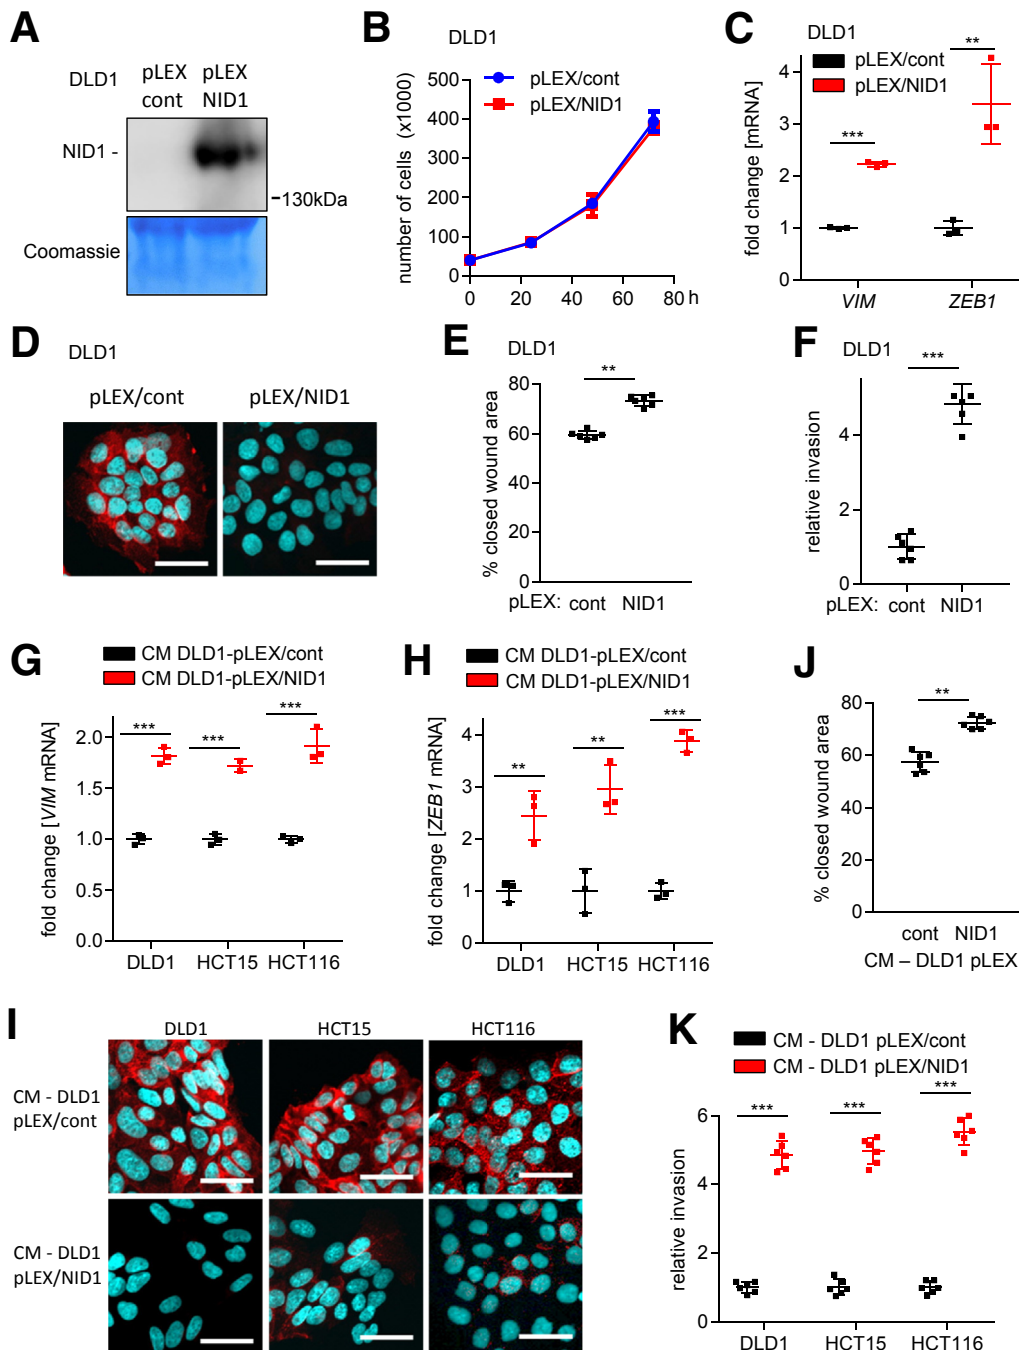 A
DLD1
pLEX
cont
pLEX
NID1
NID1 -
-130kDa
Coomassie
B
DLD1
pLEX/cont
pLEX/NID1
number of cells (x1000)
500
400
300
200
100
0
0 20 40 60 80 h
C
DLD1
pLEX/cont
pLEX/NID1
**
***
fold change [mRNA]
4
3
2
1
0
VIM ZEB1
D
DLD1
pLEX/cont pLEX/NID1
E
DLD1
**
% closed wound area
80
60
40
20
0
pLEX: cont NID1
F
DLD1
***
relative invasion
4
2
0
pLEX: cont NID1
G
CM DLD1-pLEX/cont
CM DLD1-pLEX/NID1
*** *** ***
fold change [VIM mRNA]
2.0
1.5
1.0
0.5
0.0
DLD1 HCT15 HCT116
H
CM DLD1-pLEX/cont
CM DLD1-pLEX/NID1
** ** ***
fold change [ZEB1 mRNA]
4
3
2
1
0
DLD1 HCT15 HCT116
J
**
% closed wound area
80
60
40
20
0
cont NID1
CM – DLD1 pLEX
I
DLD1 HCT15 HCT116
CM - DLD1
pLEX/cont
CM - DLD1
pLEX/NID1
K
CM - DLD1 pLEX/cont
CM - DLD1 pLEX/NID1
*** *** ***
relative invasion
6
4
2
0
DLD1 HCT15 HCT116